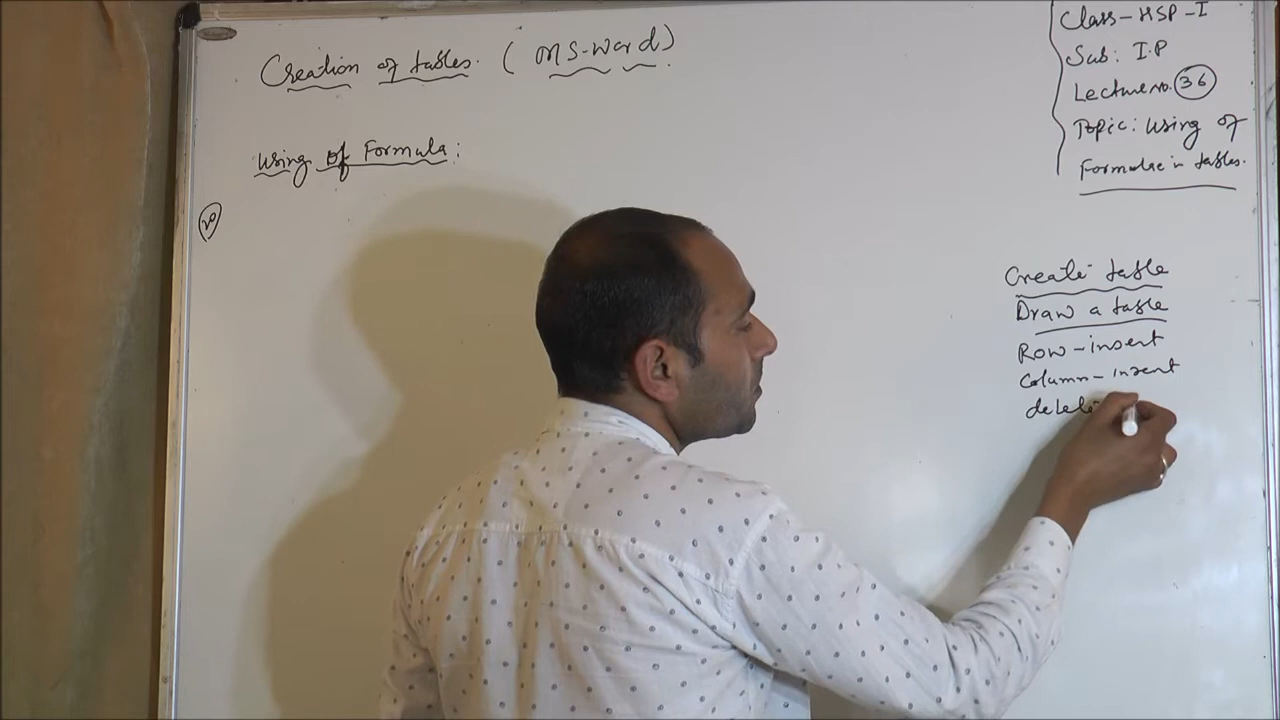 Creation of tables. (MS-Word)
Using of Formula:
Class-HSP-I
Sub: I.P
Lecture no. 36
Topic: Using of
Formulae in tables.
Create table
Draw a table
Row-insert
Column-insert